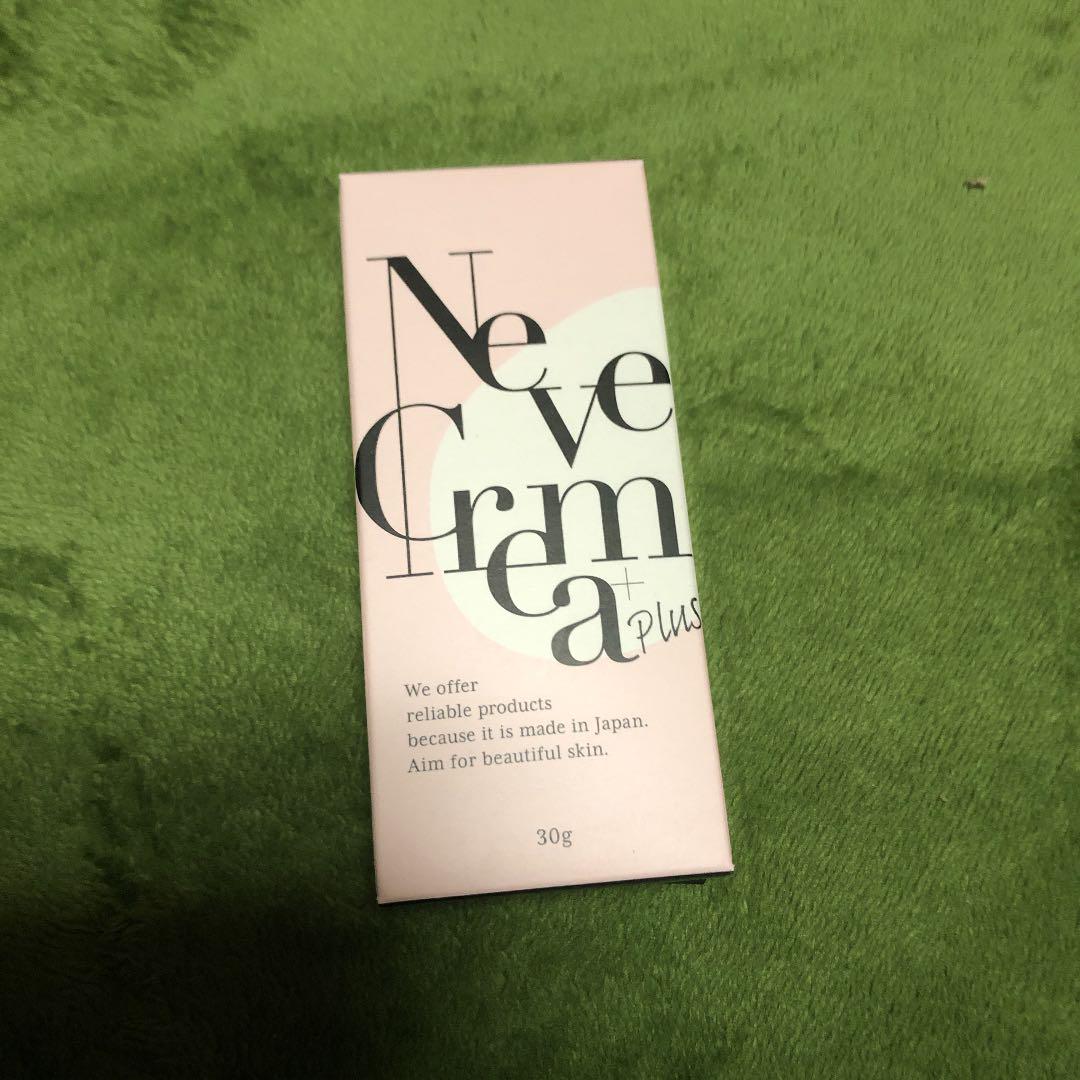 Neve
Crema
+
plus
We offer
reliable products
because it is made in Japan.
Aim for beautiful skin.
30g